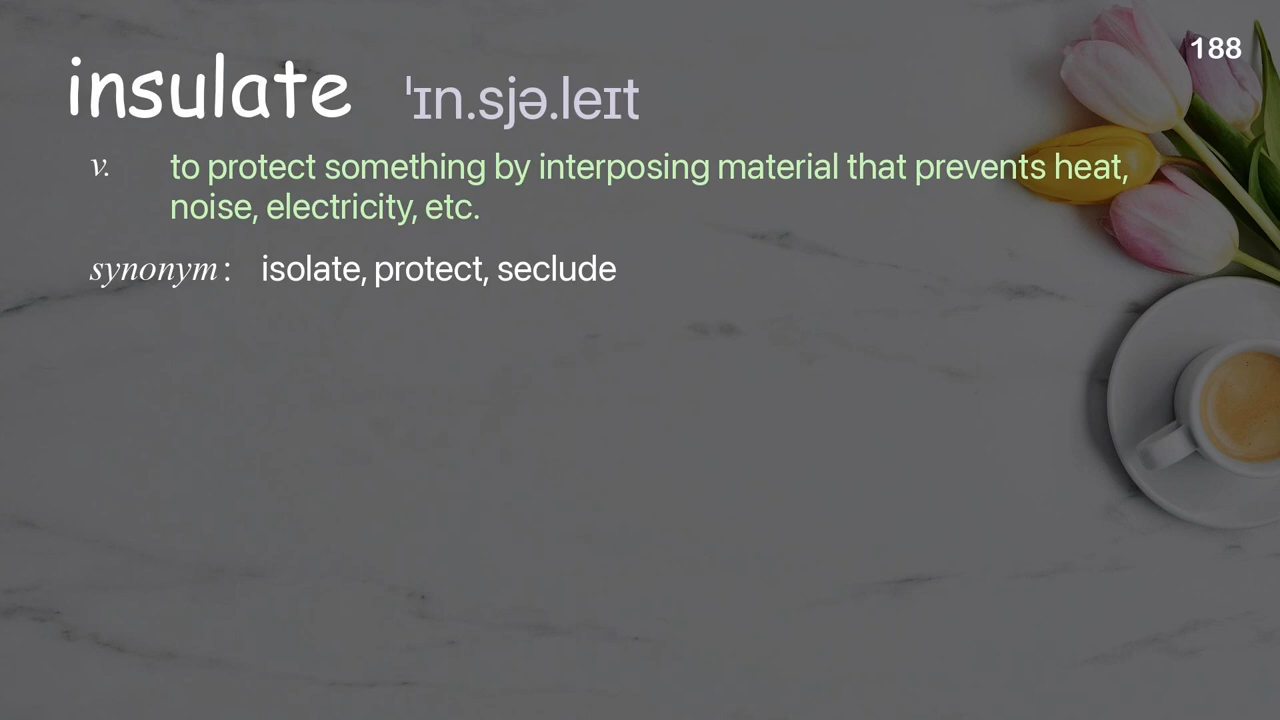 188
insulate ˈɪn.sjə.leɪt
v. to protect something by interposing material that prevents heat,
noise, electricity, etc.
synonym: isolate, protect, seclude